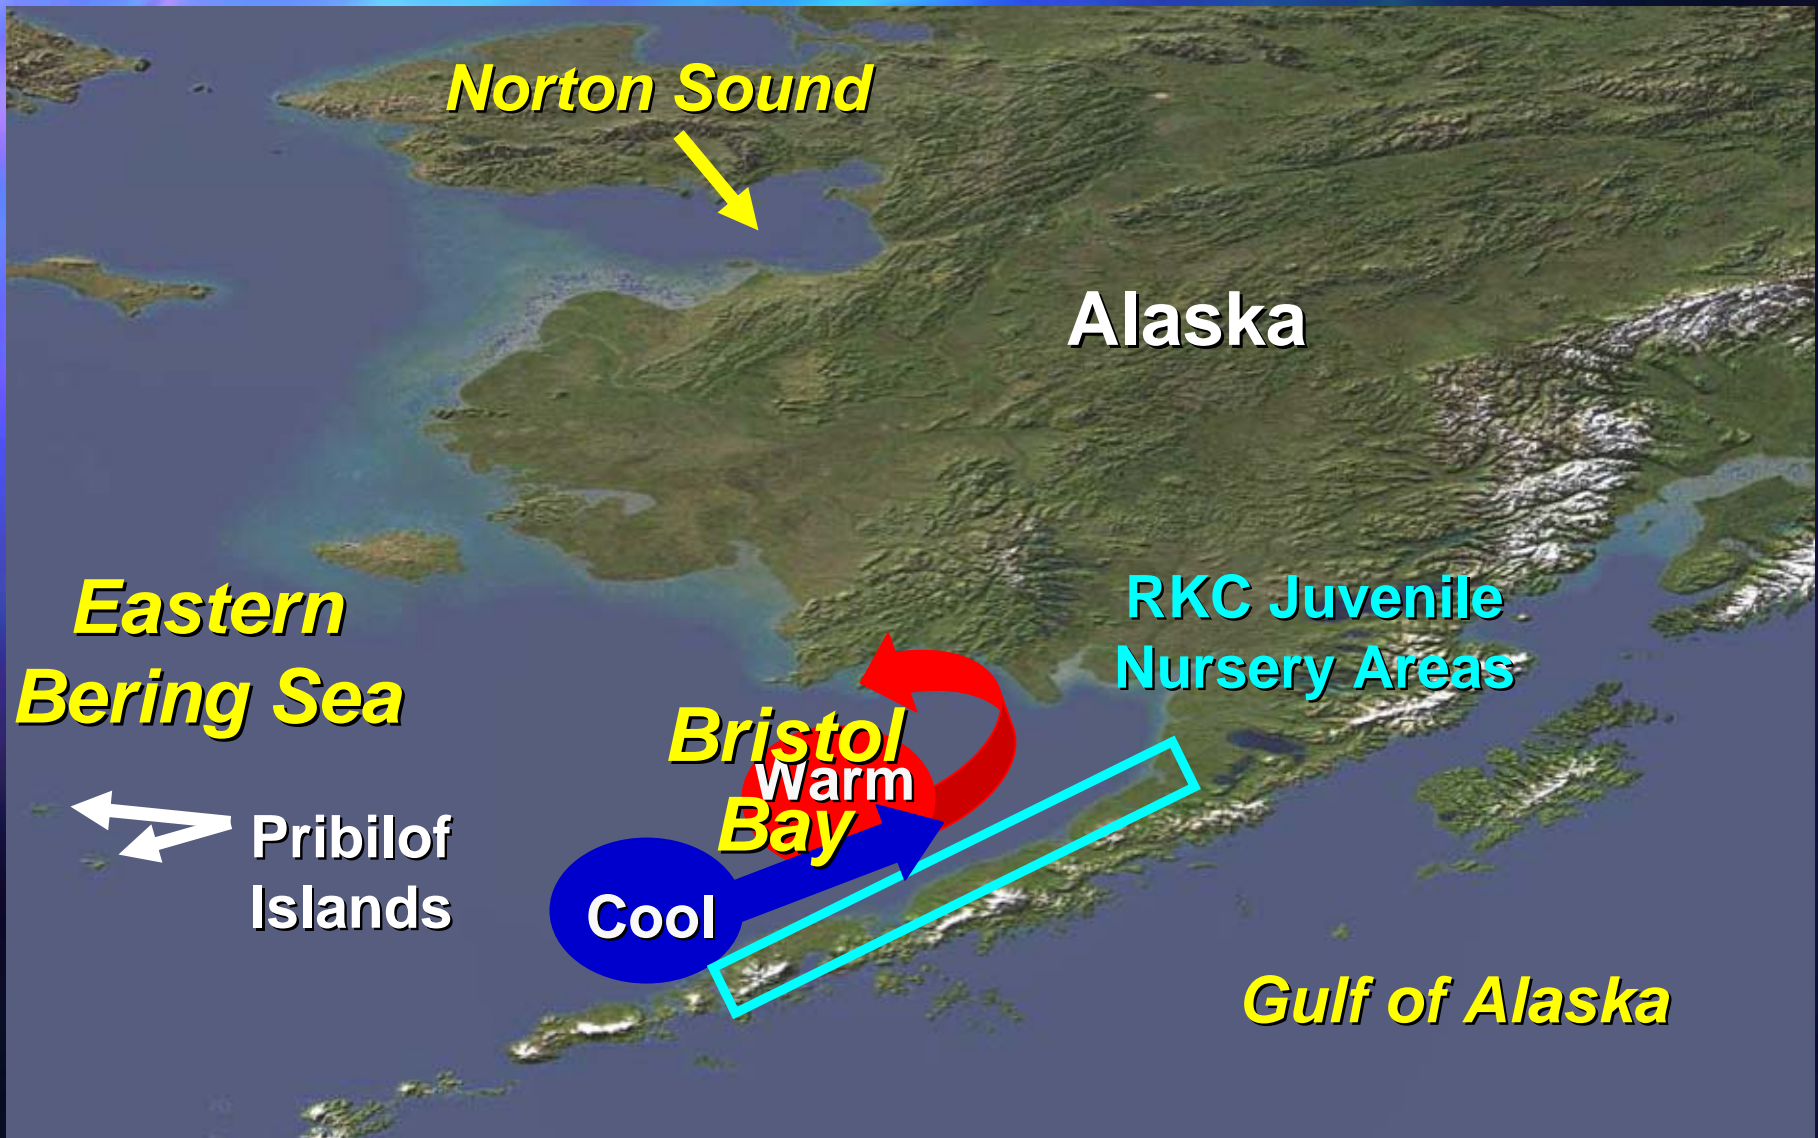 Norton Sound
Alaska
RKC Juvenile
Nursery Areas
Eastern
Bering Sea
Bristol
Bay
Warm
Cool
Pribilof
Islands
Gulf of Alaska